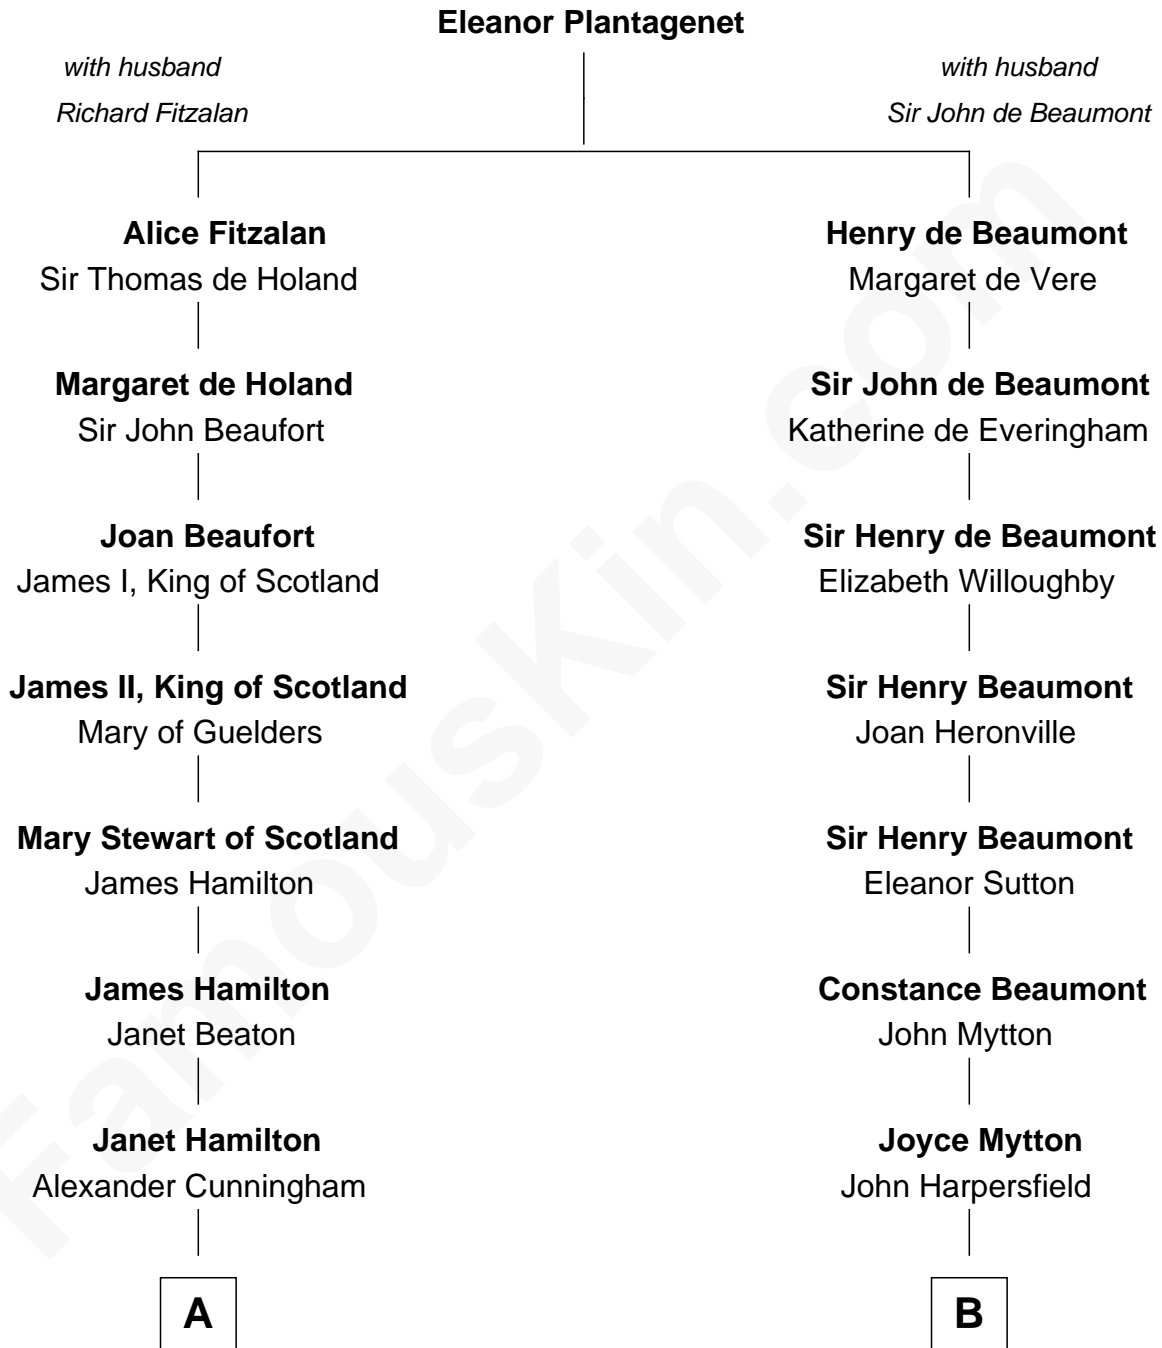 Eleanor Plantagenet
with husband
Richard Fitzalan
with husband
Sir John de Beaumont
Alice Fitzalan
Sir Thomas de Holand
Henry de Beaumont
Margaret de Vere
Margaret de Holand
Sir John Beaufort
Sir John de Beaumont
Katherine de Everingham
Joan Beaufort
James I, King of Scotland
Sir Henry de Beaumont
Elizabeth Willoughby
James II, King of Scotland
Mary of Guelders
Sir Henry Beaumont
Joan Heronville
Mary Stewart of Scotland
James Hamilton
Sir Henry Beaumont
Eleanor Sutton
James Hamilton
Janet Beaton
Constance Beaumont
John Mytton
Janet Hamilton
Alexander Cunningham
Joyce Mytton
John Harpersfield
A
B
FamousKin.com